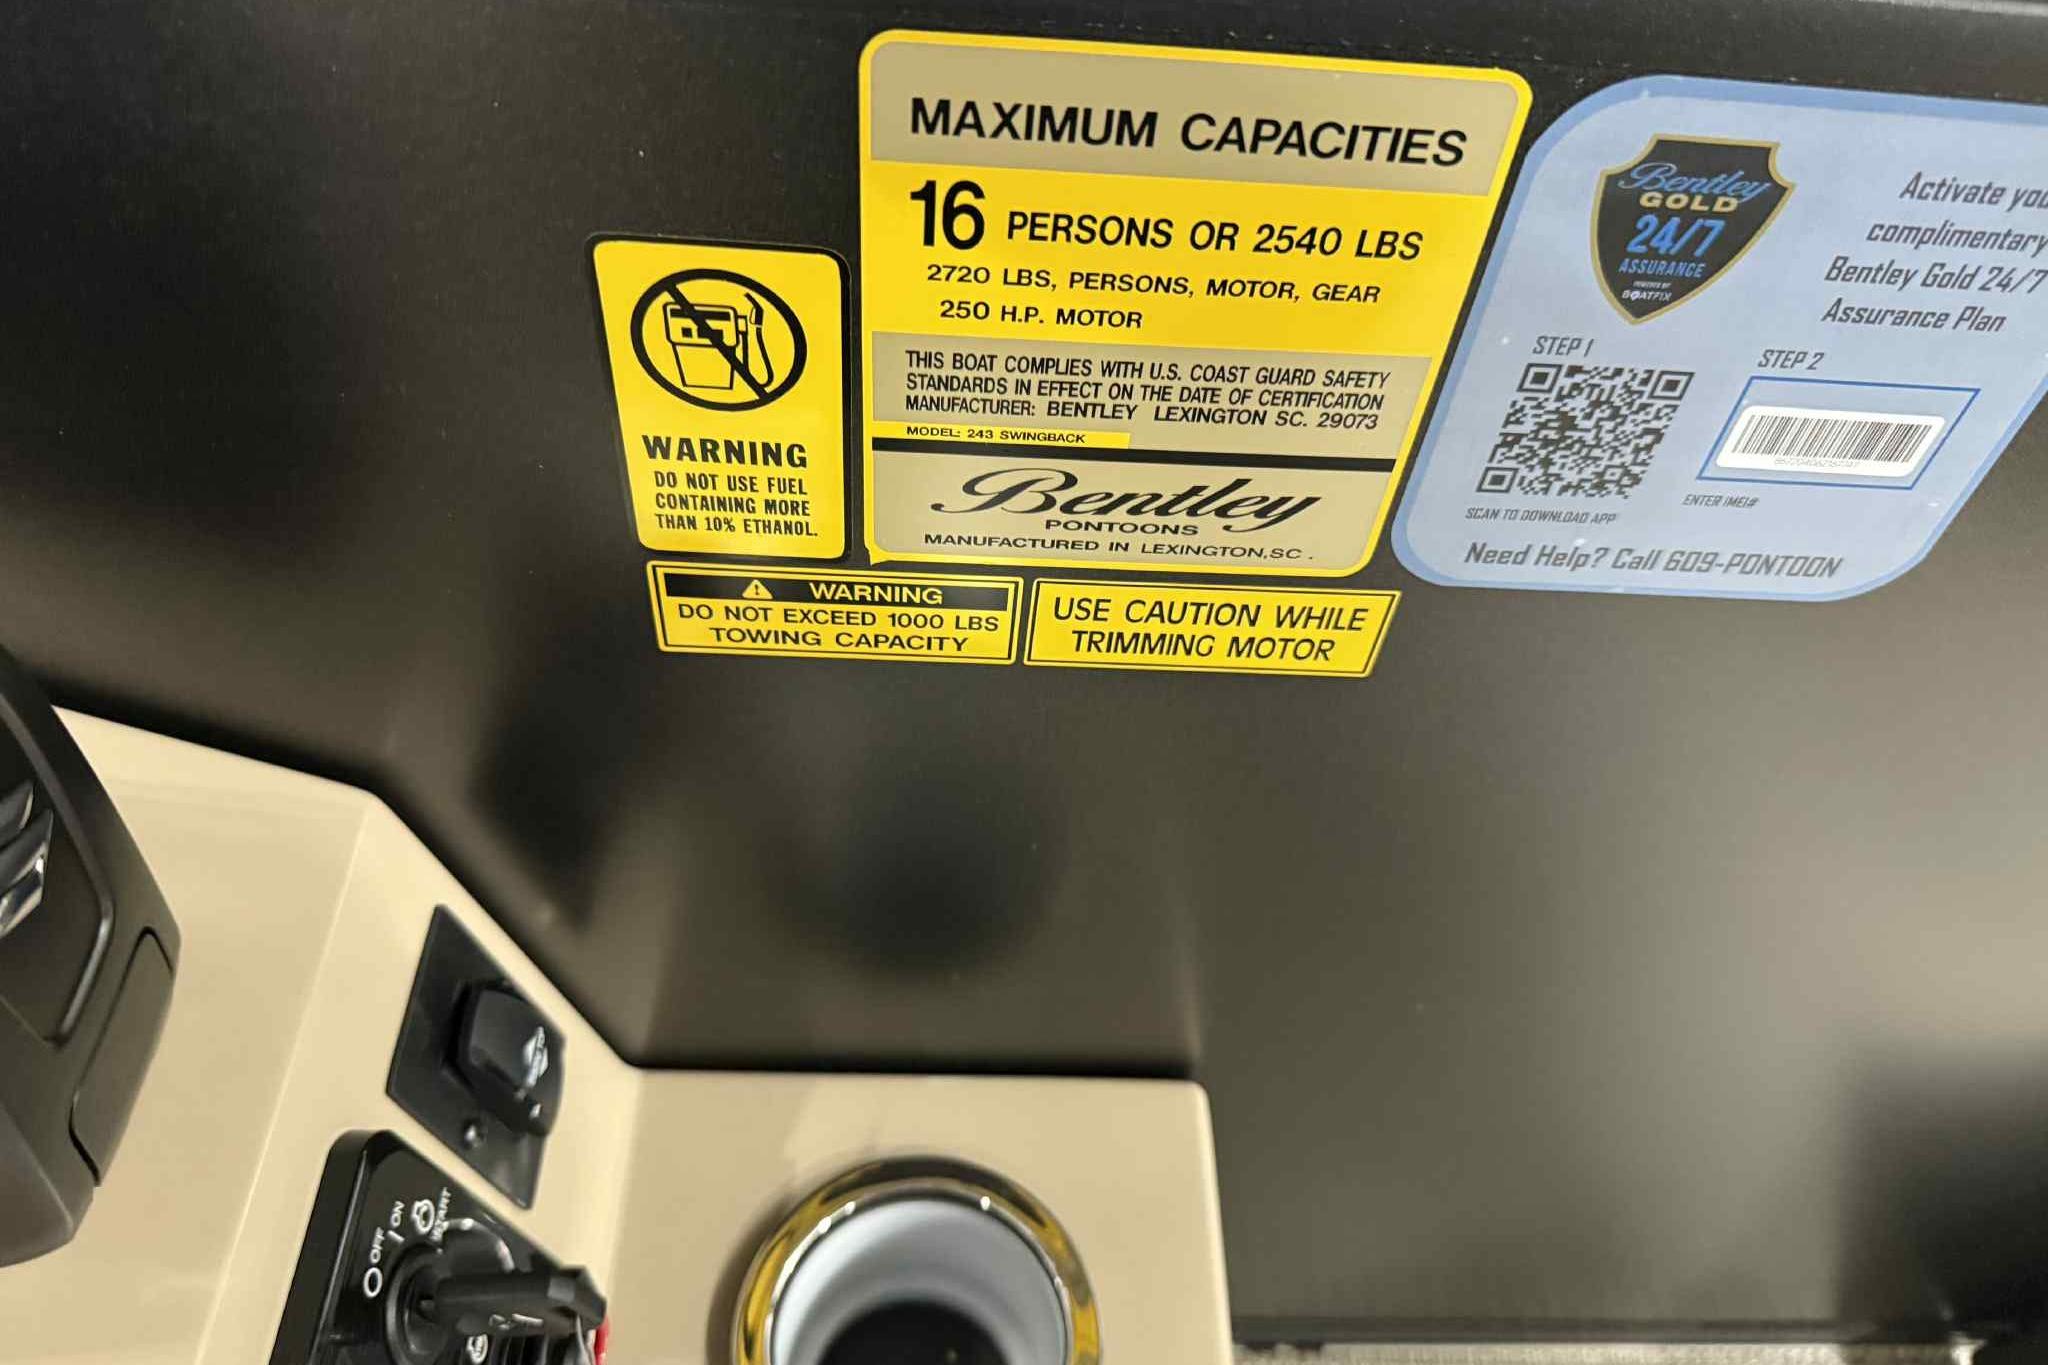 MAXIMUM CAPACITIES
16 PERSONS OR 2540 LBS
2720 LBS, PERSONS, MOTOR, GEAR
250 H.P. MOTOR
THIS BOAT COMPLIES WITH U.S. COAST GUARD SAFETY
STANDARDS IN EFFECT ON THE DATE OF CERTIFICATION
MANUFACTURER: BENTLEY LEXINGTON SC. 29073
MODEL: 243 SWINGBACK
Bentley
PONTOONS
MANUFACTURED IN LEXINGTON,SC.
WARNING
DO NOT USE FUEL
CONTAINING MORE
THAN 10% ETHANOL.
WARNING
DO NOT EXCEED 1000 LBS
TOWING CAPACITY
USE CAUTION WHILE
TRIMMING MOTOR
Bentley
GOLD
24/7
ASSURANCE
POWERED BY
BOATFIX
Activate you
complimentary
Bentley Gold 24/7
Assurance Plan
STEP 1
SCAN TO DOWNLOAD APP
STEP 2
ENTER IMEI#
Need Help? Call 609-PONTOON
OFF
ON
START